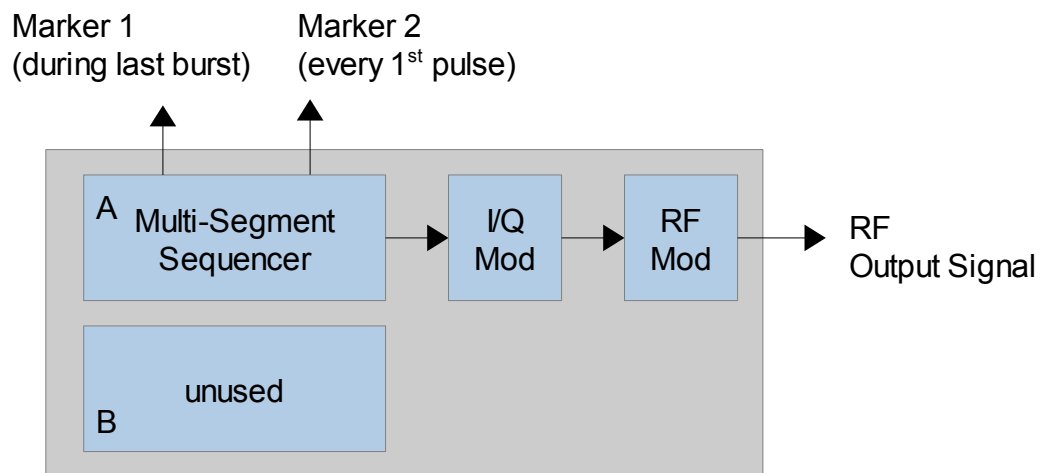 Marker 1
(during last burst)
Marker 2
(every 1st pulse)
A
Multi-Segment
Sequencer
I/Q
Mod
RF
Mod
RF
Output Signal
unused
B